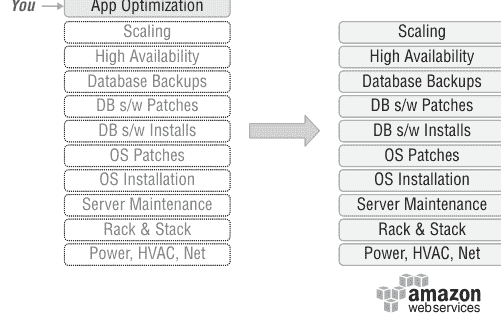 You
App Optimization
Scaling
High Availability
Database Backups
DB s/w Patches
DB s/w Installs
OS Patches
OS Installation
Server Maintenance
Rack & Stack
Power, HVAC, Net
Scaling
High Availability
Database Backups
DB s/w Patches
DB s/w Installs
OS Patches
OS Installation
Server Maintenance
Rack & Stack
Power, HVAC, Net
amazon
webservices